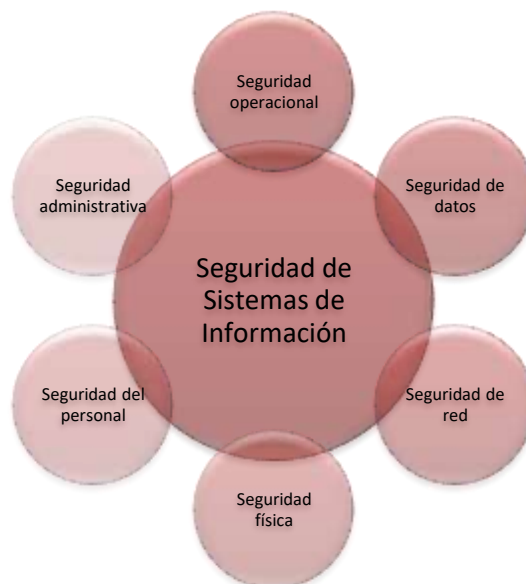 Seguridad
operacional
Seguridad
administrativa
Seguridad de
datos
Seguridad de
Sistemas de
Información
Seguridad del
personal
Seguridad de
red
Seguridad
física